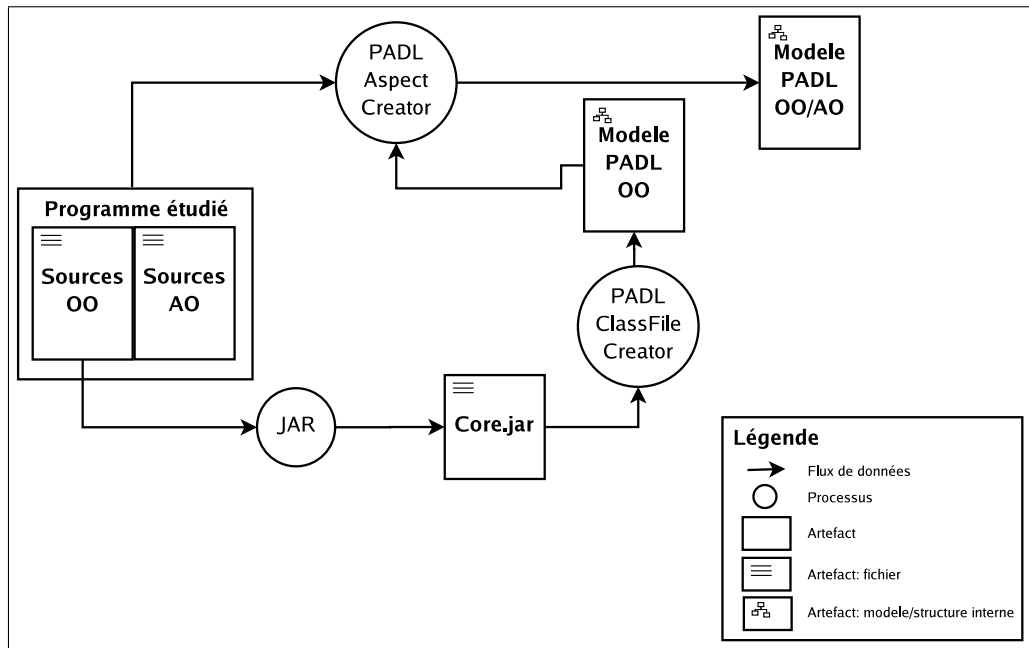 PADL
Aspect
Creator
Modele
PADL
OO/AO
Modèle
PADL
OO
Programme étudié
Sources
OO
Sources
AO
PADL
ClassFile
Creator
JAR
Core.jar
Légende
Flux de données
Processus
Artefact
Artefact: fichier
Artefact: modele/structure interne